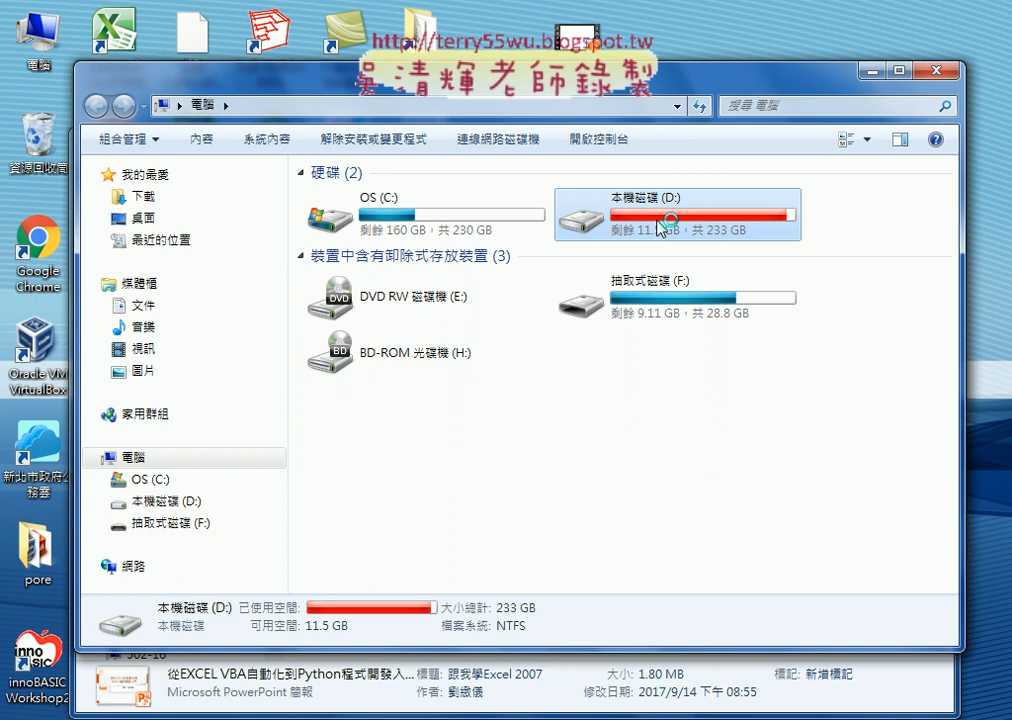 http://terry55wu.blogspot.tw
吳清輝老師錄製
電腦
資源回收筒
Google
Chrome
Oracle VM
VirtualBox
新北市政府公
務雲
pore
innoBASIC
Workshop2
電腦
搜尋 電腦
組合管理
內容
系統內容
解除安裝或變更程式
連線網路磁碟機
開啟控制台
我的最愛
下載
桌面
最近的位置
媒體櫃
文件
音樂
視訊
圖片
家用群組
電腦
OS (C:)
本機磁碟 (D:)
抽取式磁碟 (F:)
網路
硬碟 (2)
OS (C:)
剩餘 160 GB,共 230 GB
本機磁碟 (D:)
剩餘 11.5 GB,共 233 GB
裝置中含有卸除式存放裝置 (3)
DVD
DVD RW 磁碟機 (E:)
抽取式磁碟 (F:)
剩餘 9.11 GB,共 28.8 GB
BD
BD-ROM 光碟機 (H:)
本機磁碟 (D:) 已使用空間: 大小總計: 233 GB
本機磁碟 可用空間: 11.5 GB 檔案系統: NTFS
從EXCEL VBA自動化到Python程式開發入... 標題: 跟我學Excel 2007 大小: 1.80 MB 標記: 新增標記
Microsoft PowerPoint 簡報 作者: 劉緻儀 修改日期: 2017/9/14 下午 08:55